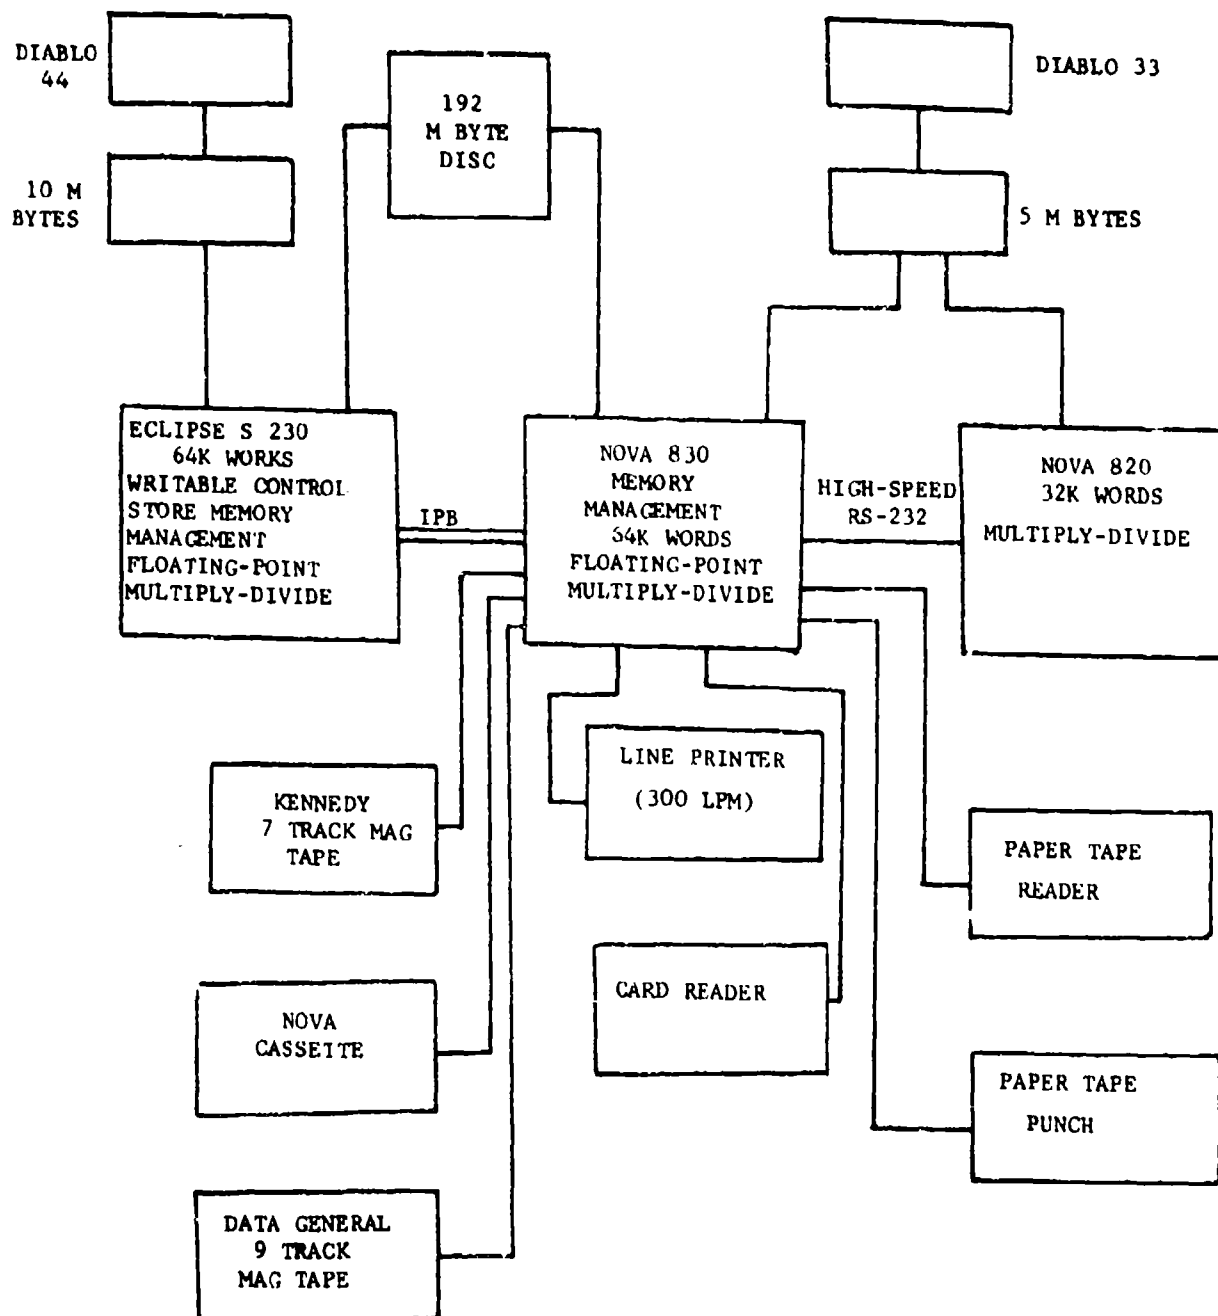 DIABLO
44
192
M BYTE
DISC
DIABLO 33
10 M
BYTES
5 M BYTES
ECLIPSE S 230
64K WORKS
WRITABLE CONTROL
STORE MEMORY
MANAGEMENT
FLOATING-POINT
MULTIPLY-DIVIDE
IPB
NOVA 830
MEMORY
MANAGEMENT
64K WORDS
FLOATING-POINT
MULTIPLY-DIVIDE
HIGH-SPEED
RS-232
NOVA 820
32K WORDS
MULTIPLY-DIVIDE
KENNEDY
7 TRACK MAG
TAPE
LINE PRINTER
(300 LPM)
PAPER TAPE
READER
NOVA
CASSETTE
CARD READER
PAPER TAPE
PUNCH
DATA GENERAL
9 TRACK
MAG TAPE